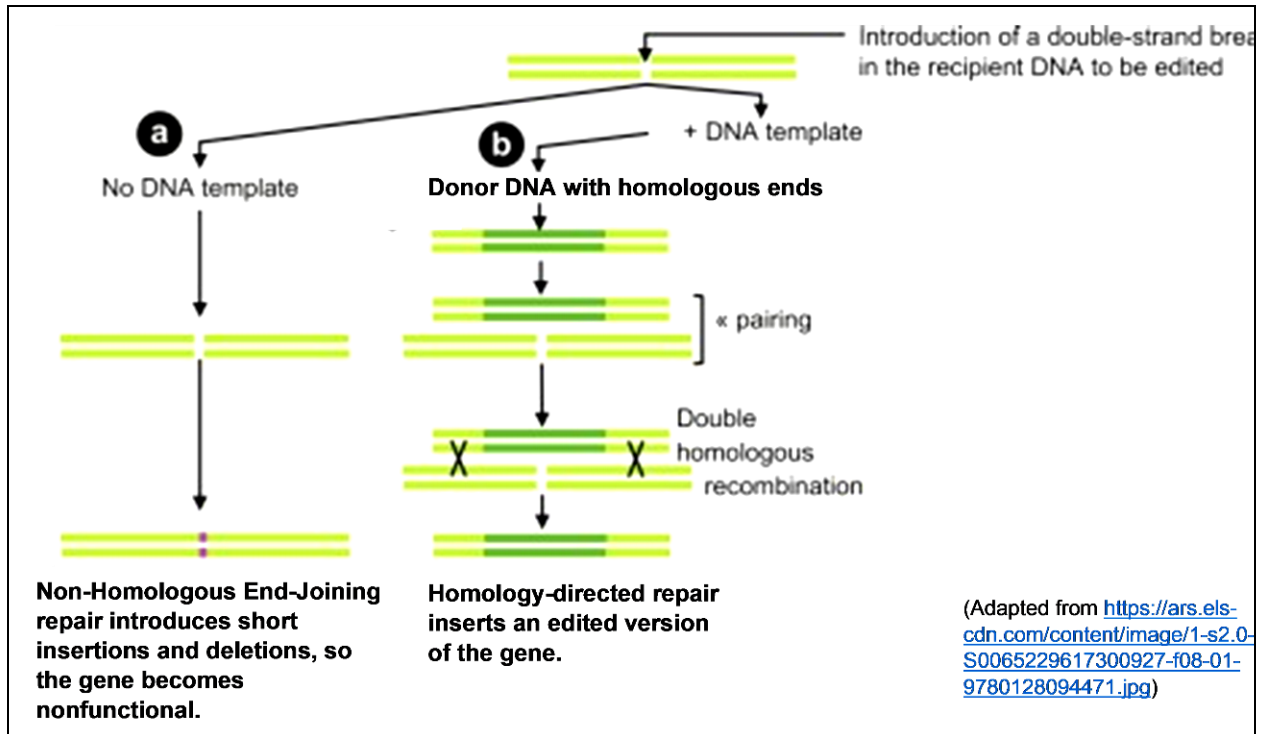 Introduction of a double-strand brea
in the recipient DNA to be edited
a
No DNA template
b
+ DNA template
Donor DNA with homologous ends
« pairing
Double
homologous
recombination
Non-Homologous End-Joining
repair introduces short
insertions and deletions, so
the gene becomes
nonfunctional.
Homology-directed repair
inserts an edited version
of the gene.
(Adapted from https://ars.els-
cdn.com/content/image/1-s2.0-
S0065229617300927-f08-01-
9780128094471.jpg)